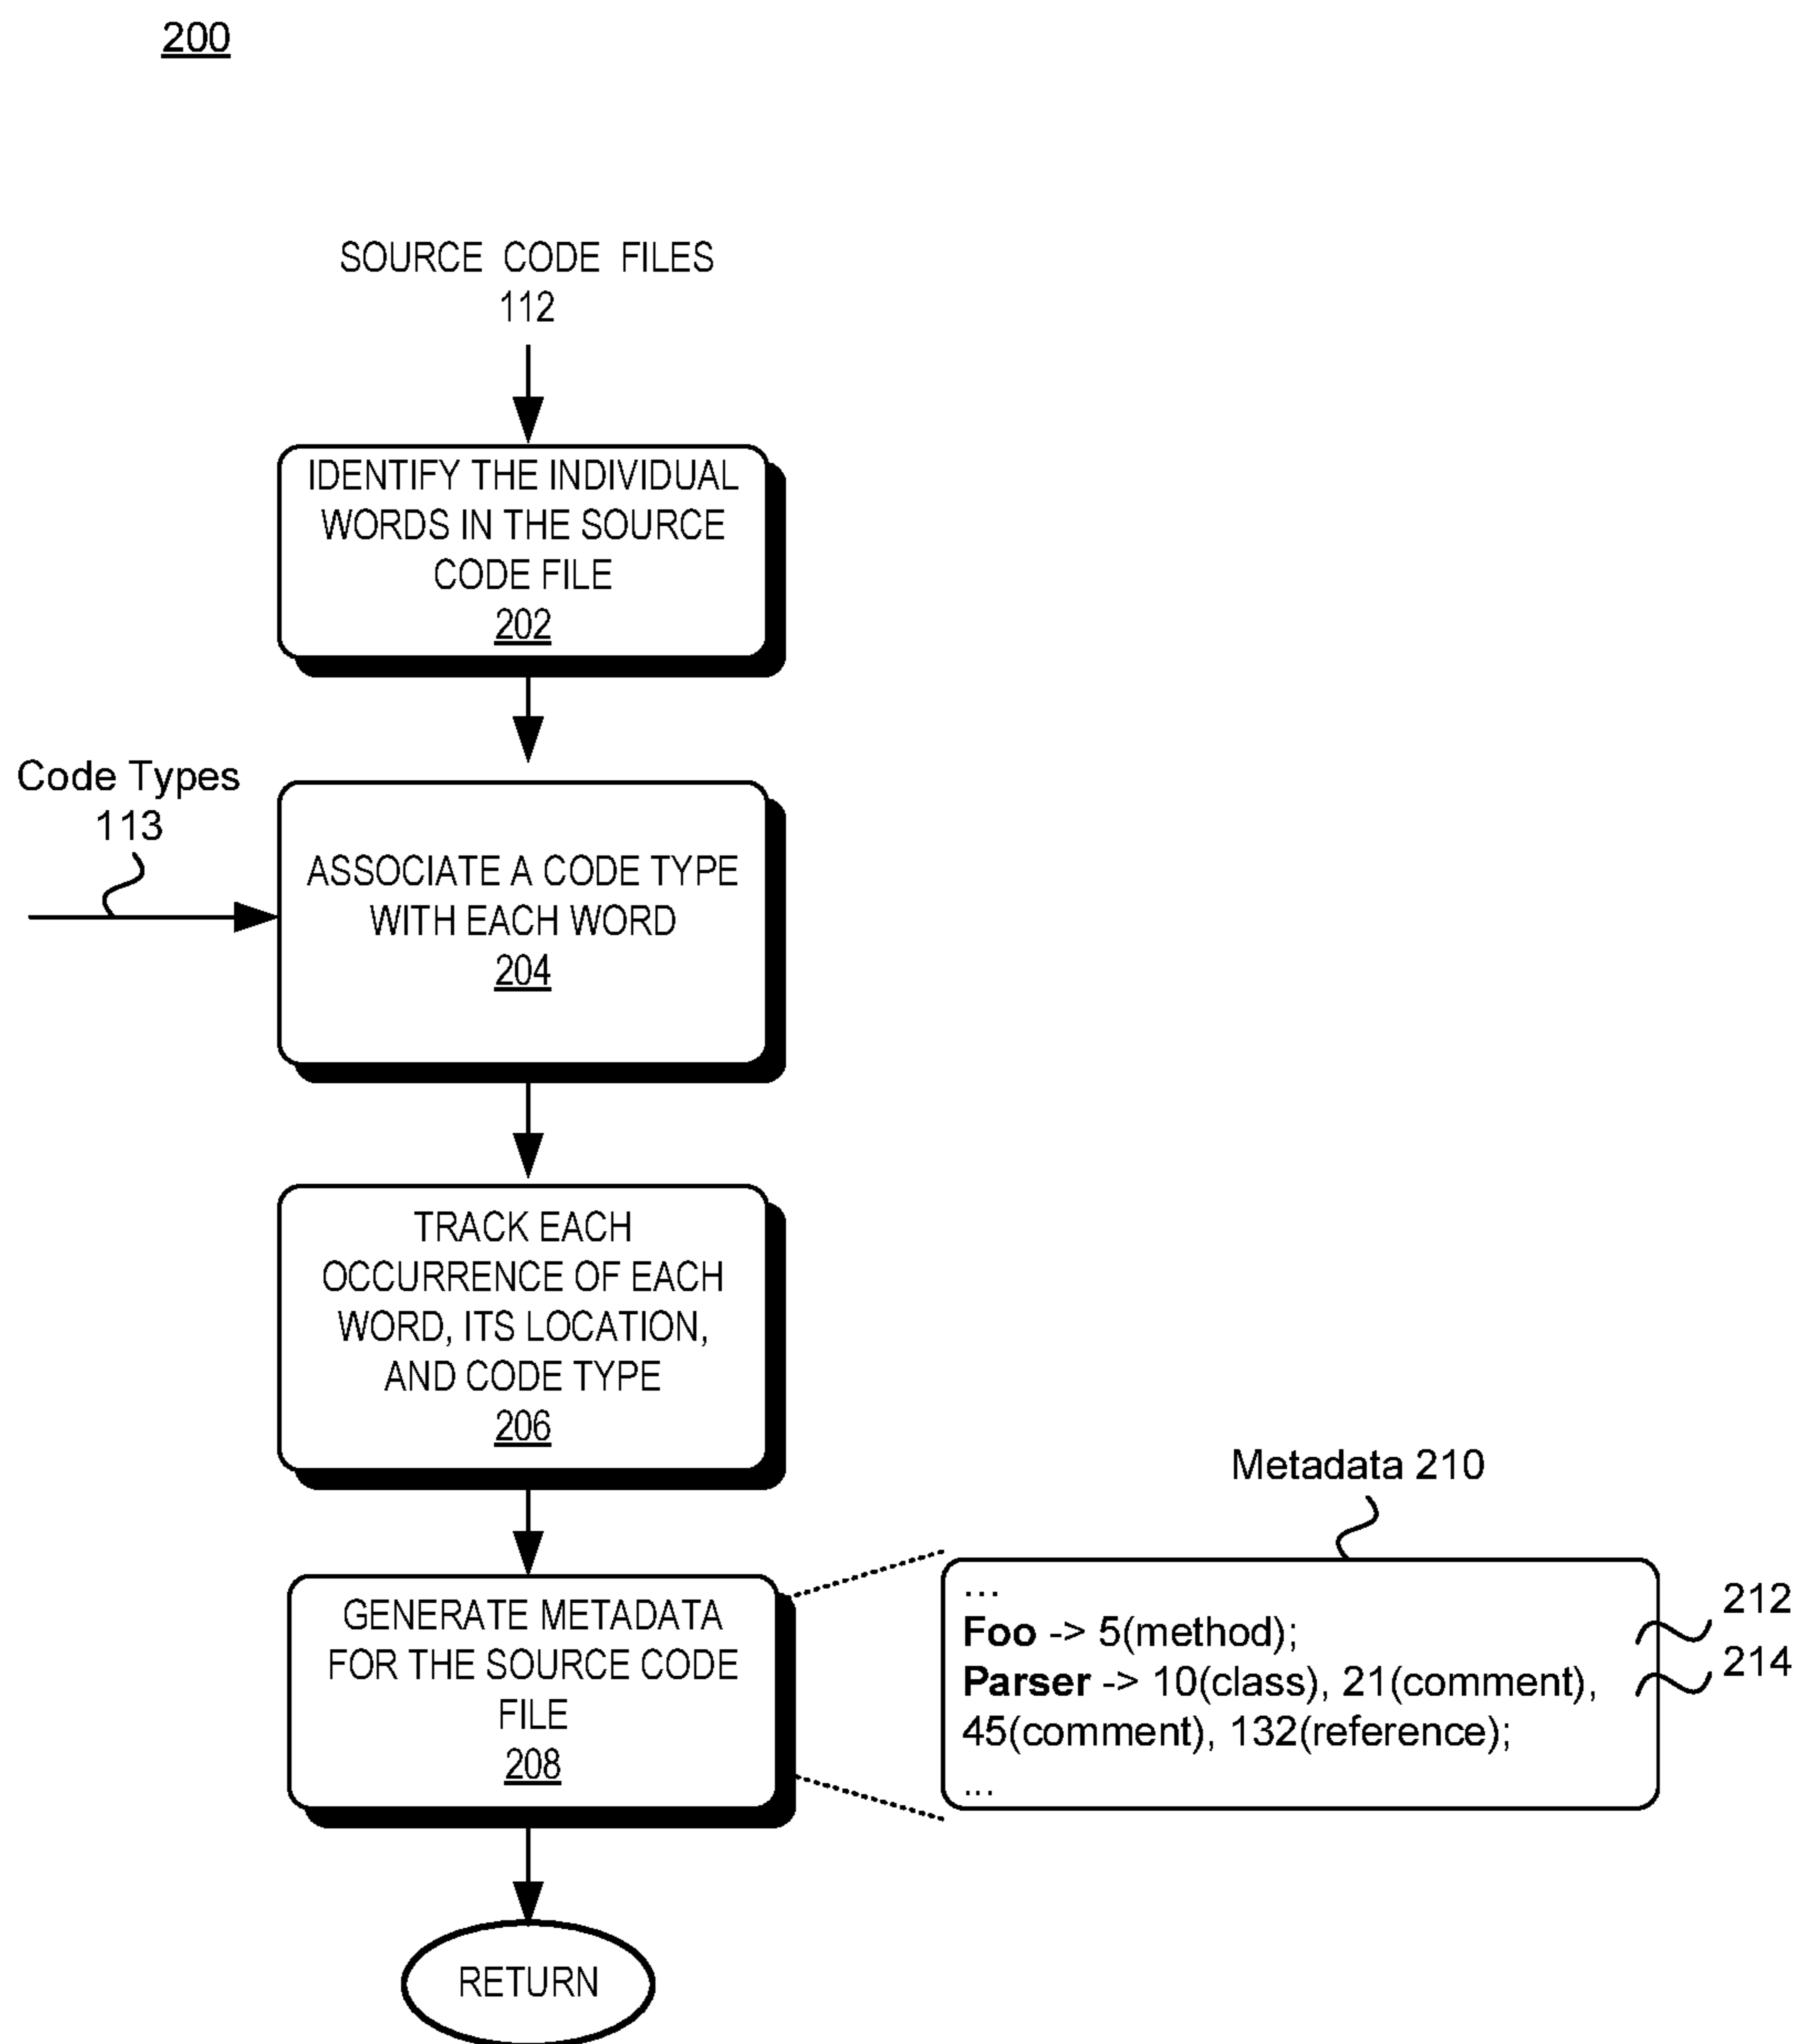 200
SOURCE CODE FILES
112
IDENTIFY THE INDIVIDUAL
WORDS IN THE SOURCE
CODE FILE
202
Code Types
113
ASSOCIATE A CODE TYPE
WITH EACH WORD
204
TRACK EACH
OCCURRENCE OF EACH
WORD, ITS LOCATION,
AND CODE TYPE
206
GENERATE METADATA
FOR THE SOURCE CODE
FILE
208
Metadata 210
...
Foo -> 5(method);
212
Parser -> 10(class), 21(comment),
214
45(comment), 132(reference);
...
RETURN